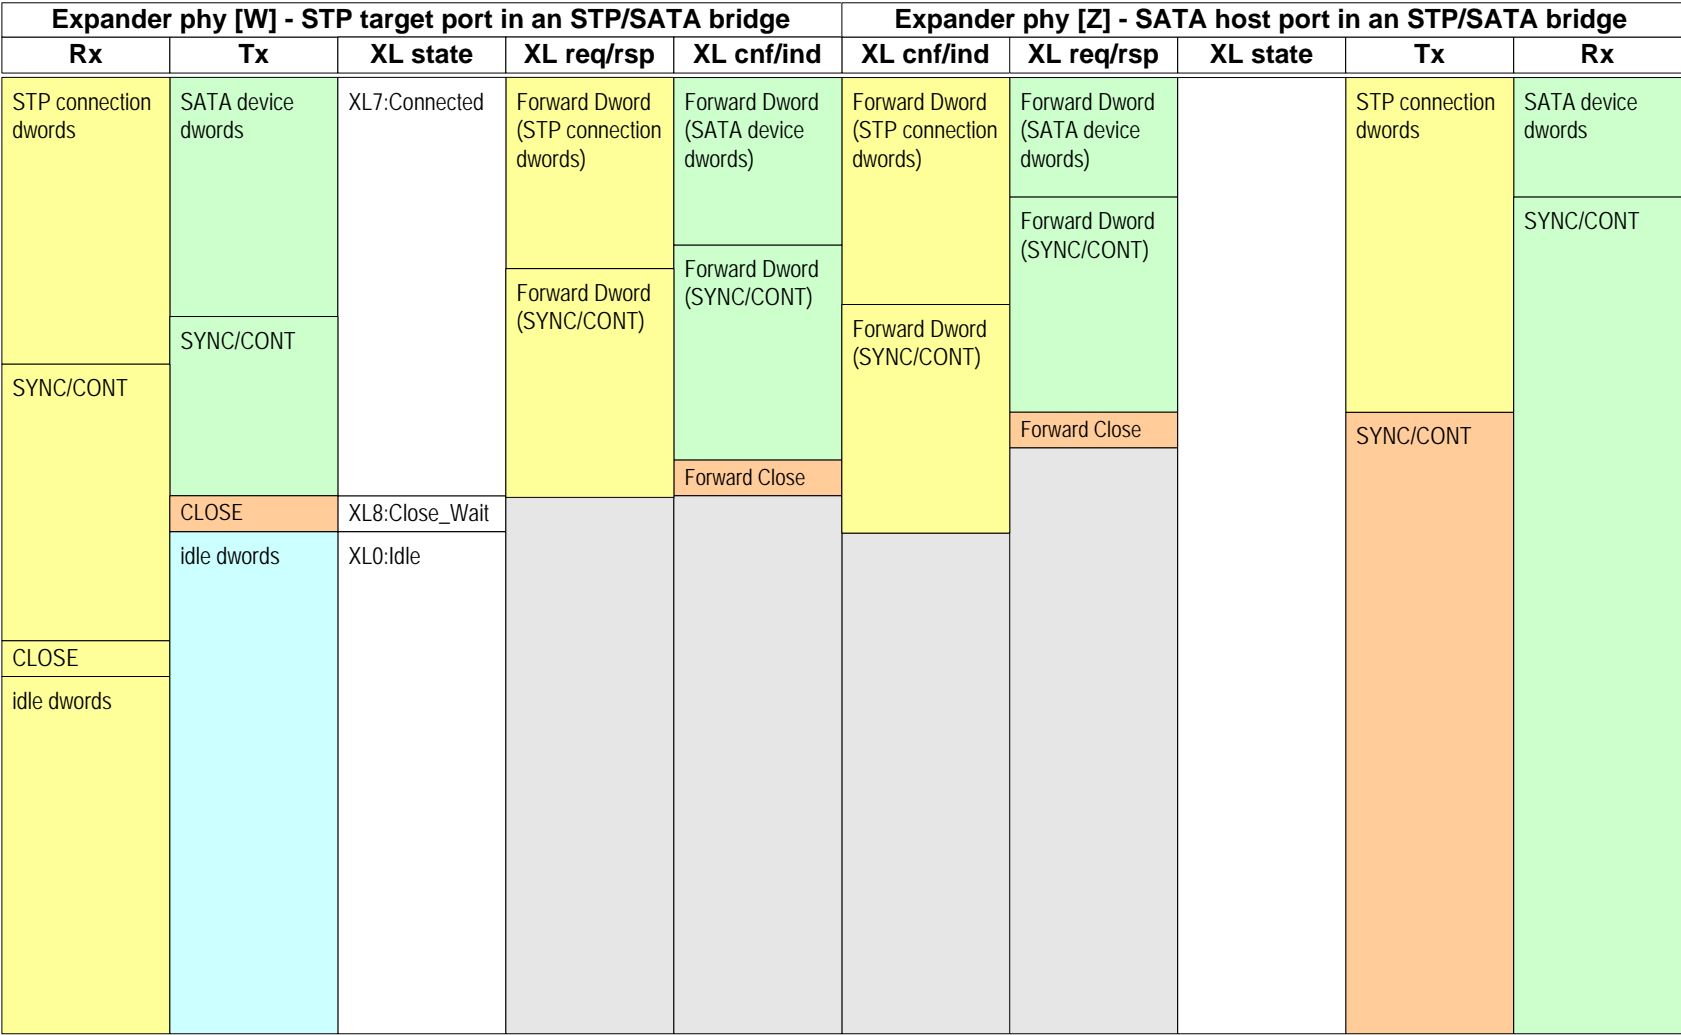 Expander phy [W] - STP target port in an STP/SATA bridge
Expander phy [Z] - SATA host port in an STP/SATA bridge
Rx
Tx
XL state
XL req/rsp
XL cnf/ind
XL cnf/ind
XL req/rsp
XL state
Tx
Rx
STP connection
dwords
SYNC/CONT
CLOSE
idle dwords
SATA device
dwords
SYNC/CONT
CLOSE
idle dwords
XL7:Connected
XL8:Close_Wait
XL0:Idle
Forward Dword
(STP connection
dwords)
Forward Dword
(SYNC/CONT)
Forward Dword
(SATA device
dwords)
Forward Dword
(SYNC/CONT)
Forward Close
Forward Dword
(STP connection
dwords)
Forward Dword
(SYNC/CONT)
Forward Dword
(SATA device
dwords)
Forward Dword
(SYNC/CONT)
Forward Close
STP connection
dwords
SYNC/CONT
SATA device
dwords
SYNC/CONT